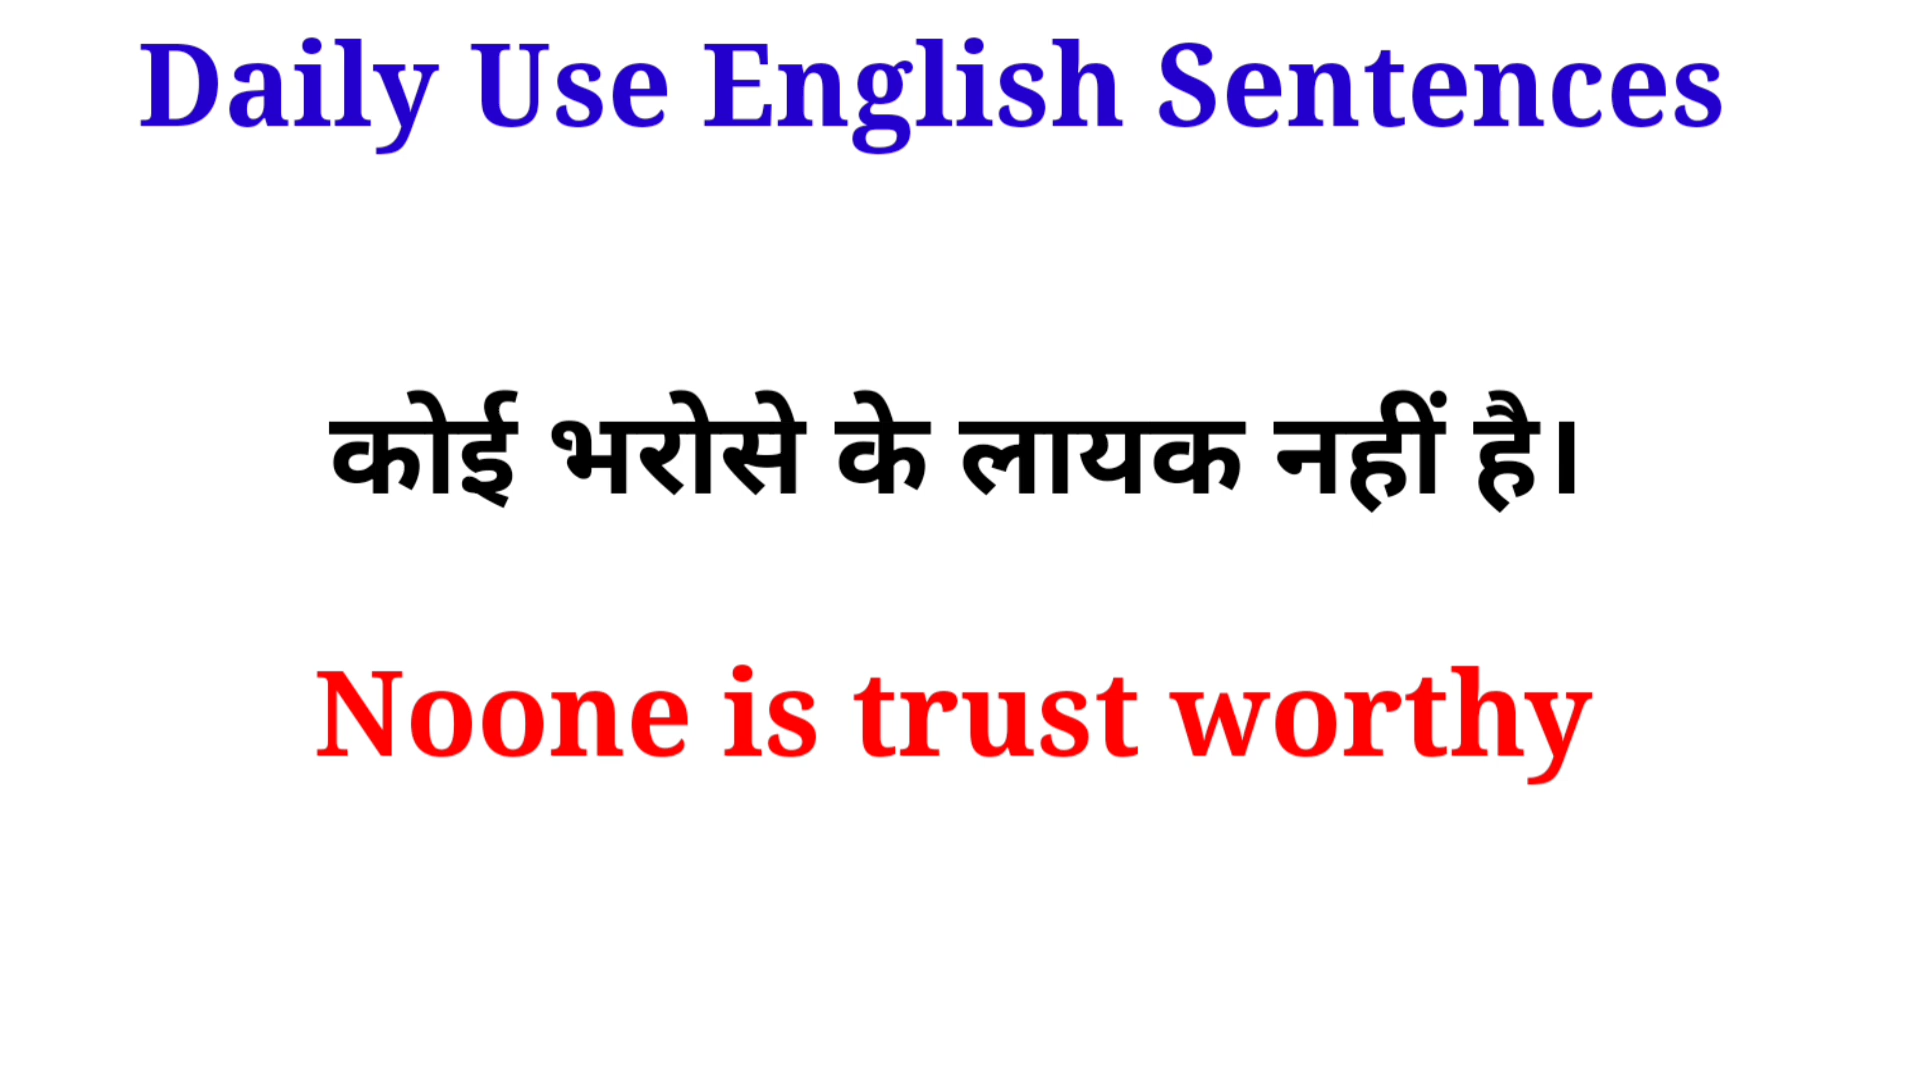 Daily Use English Sentences
कोई भरोसे के लायक नहीं है।
Noone is trust worthy